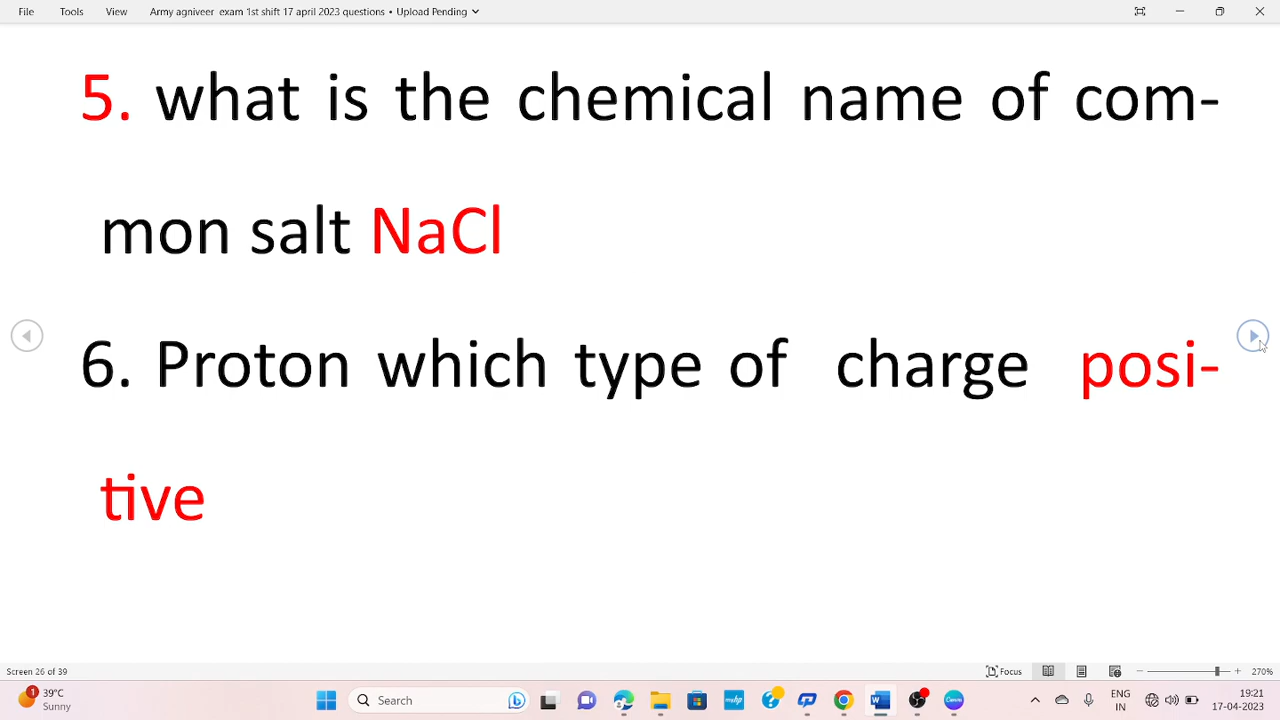 File Tools View Army agniveer exam 1st shift 17 april 2023 questions • Upload Pending
5. what is the chemical name of com-
mon salt NaCl
6. Proton which type of charge posi-
tive
Screen 26 of 39 Focus 270%
1 39°C Search ENG 19:21
Sunny IN 17-04-2023